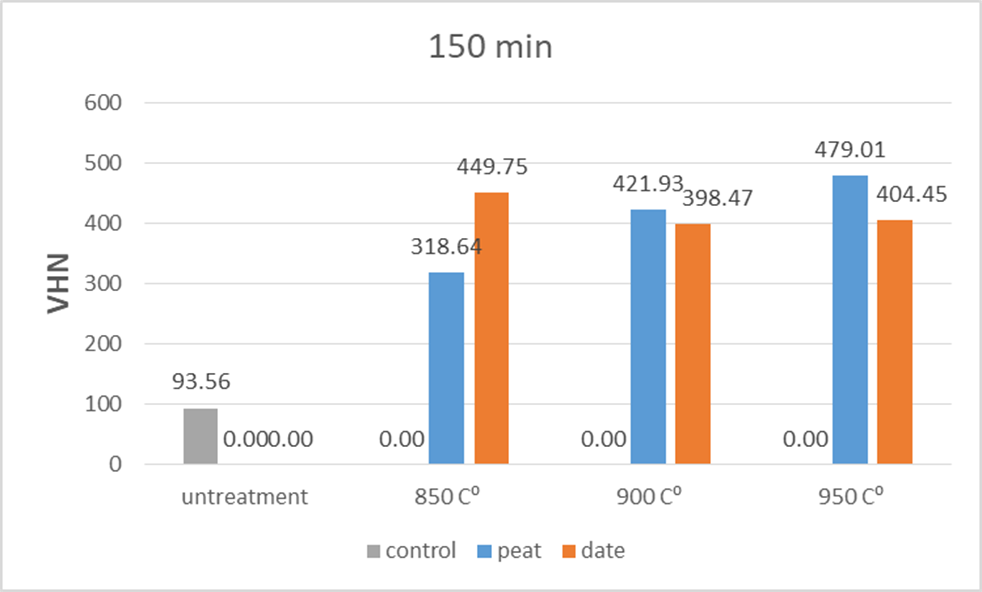 150 min
600
500
400
300
200
100
0
VHN
93.56
0.00
0.00
0.00
318.64
449.75
0.00
421.93
398.47
0.00
479.01
404.45
untreatment
850 C⁰
900 C⁰
950 C⁰
control
peat
date